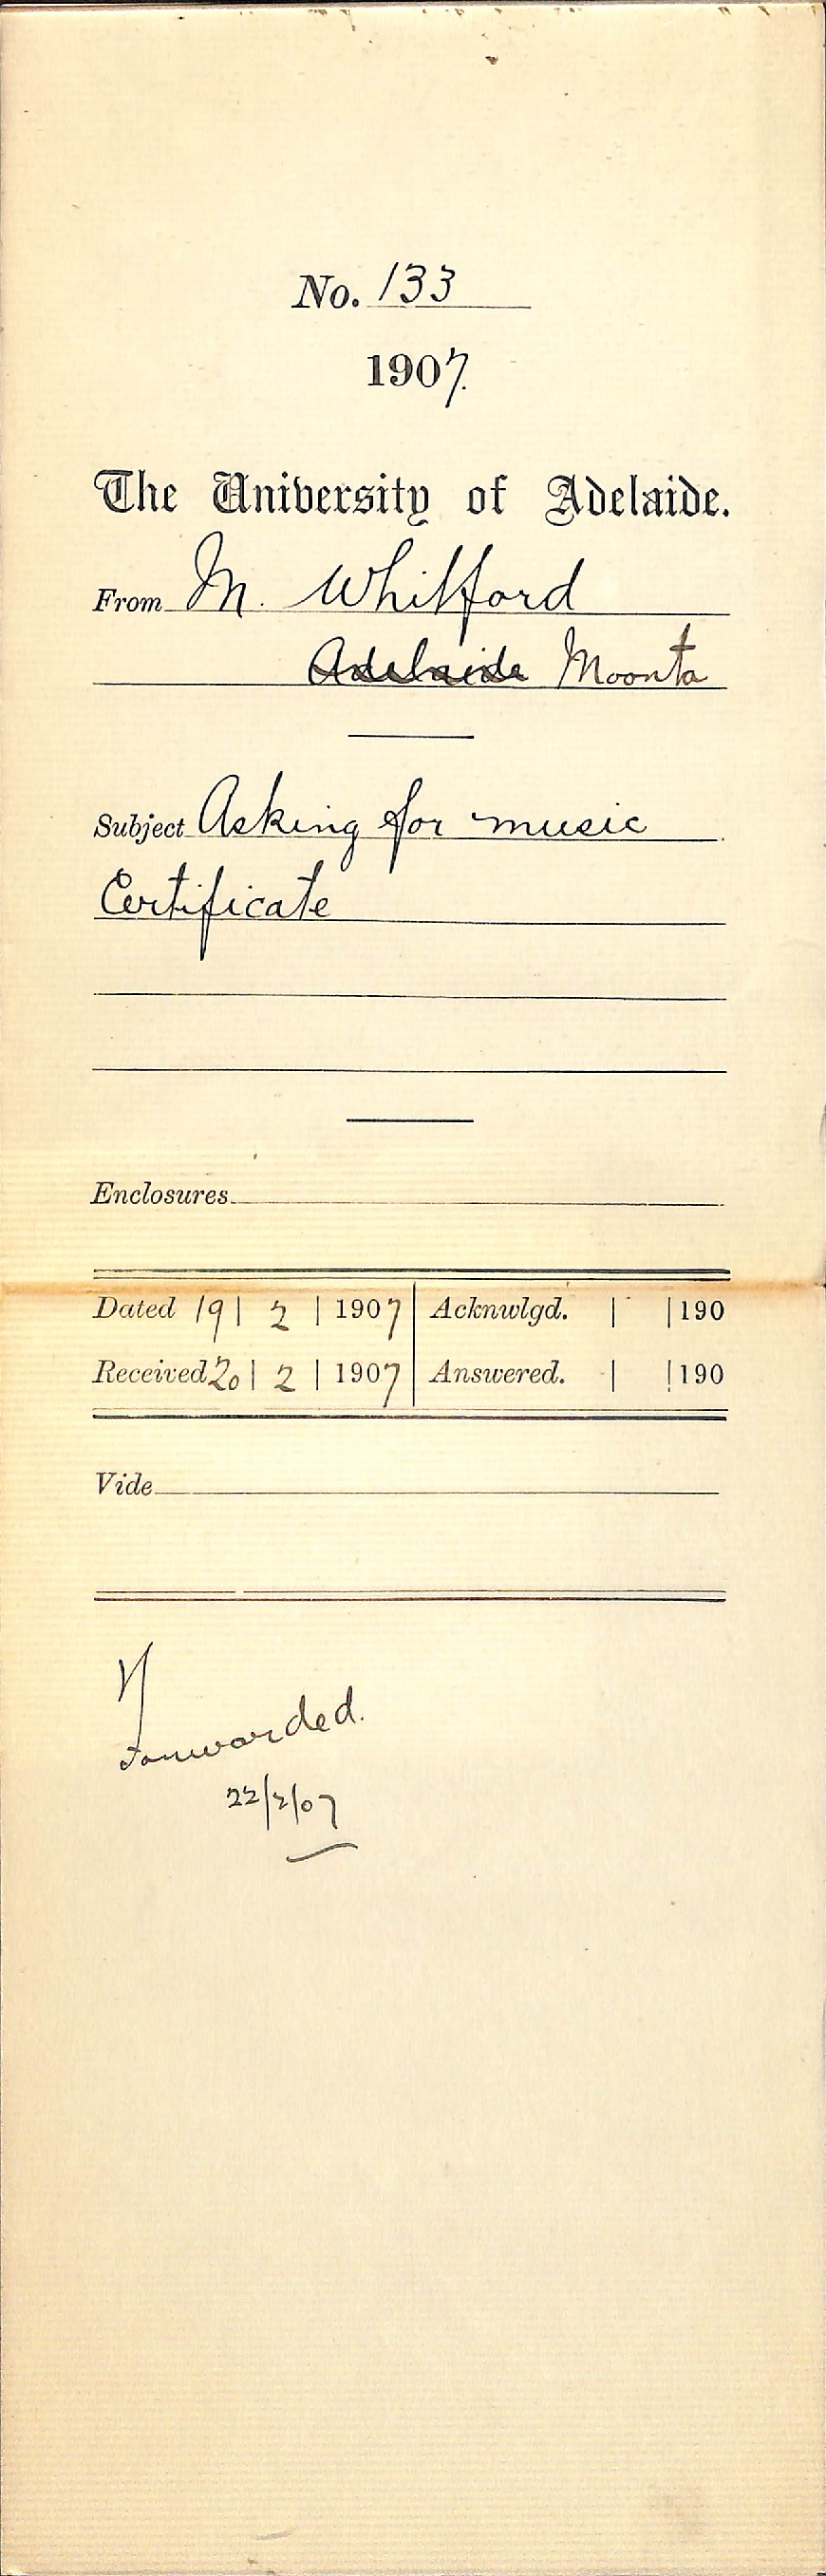 No. 133
1907.
The University of Adelaide.
From M. Whitford
Adelaide Moonta
Subject Asking for music
Certificate
Enclosures
Dated 19 | 2 | 1907 | Acknwlgd. | | 190
Received 20 | 2 | 1907 | Answered. | | 190
Vide
Forwarded.
22/2/07